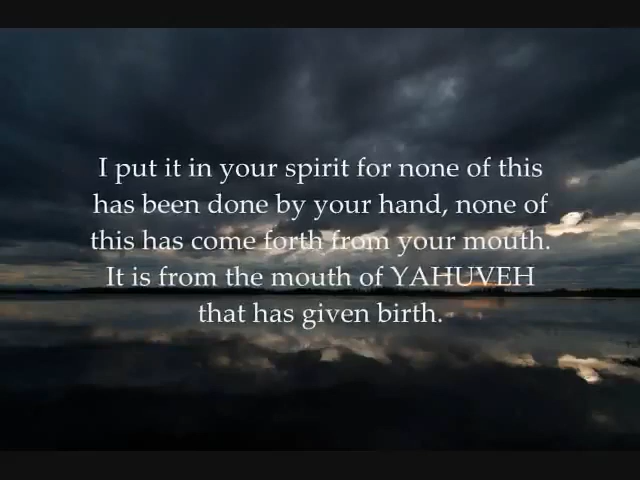 I put it in your spirit for none of this
has been done by your hand, none of
this has come forth from your mouth.
It is from the mouth of YAHUVEH
that has given birth.